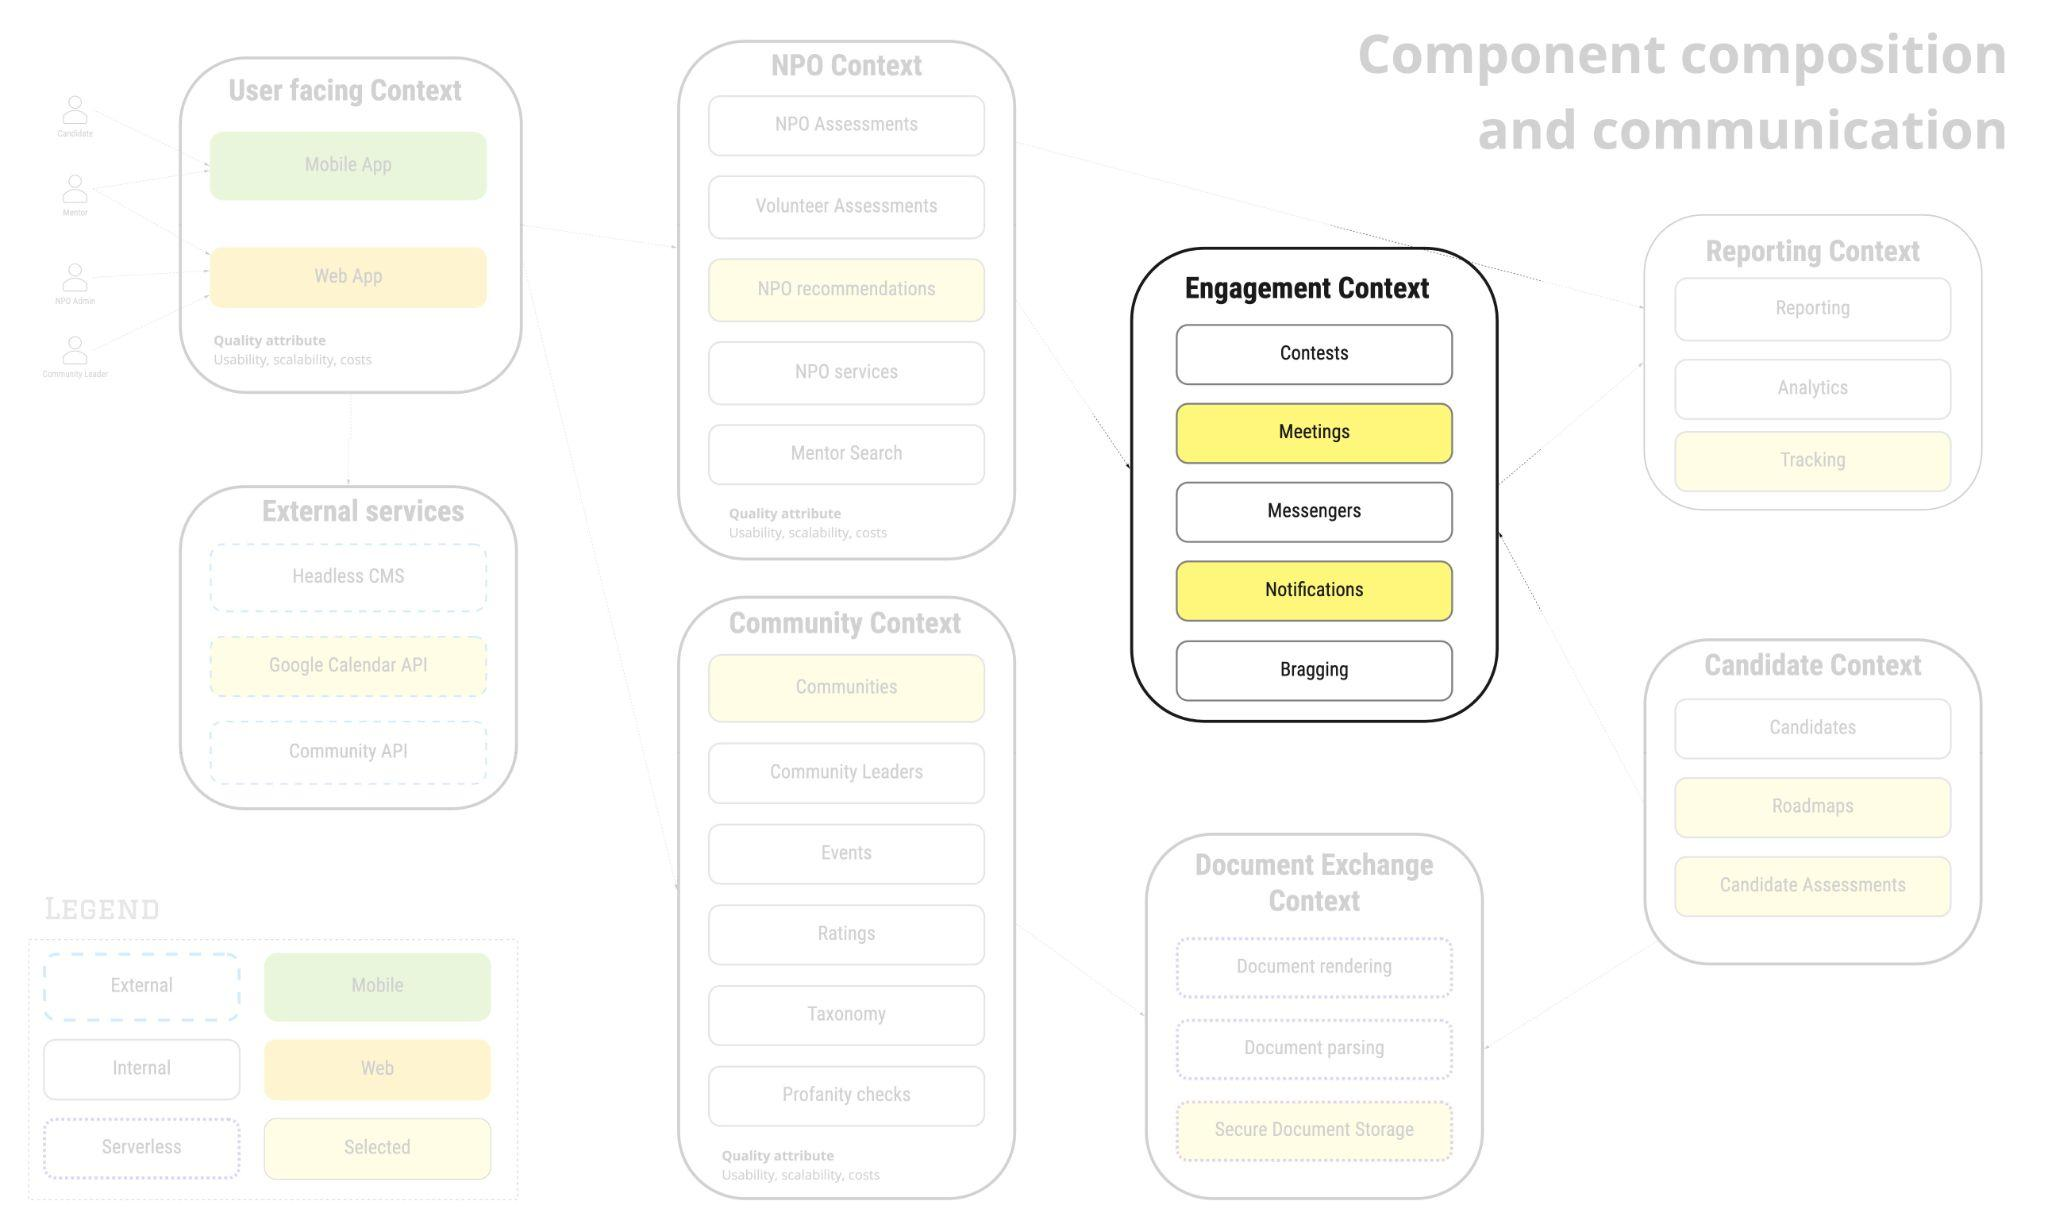 Component composition
and communication
Candidate
Mentor
NPO Admin
Community Leader
User facing Context
Mobile App
Web App
Quality attribute
Usability, scalability, costs
External services
Headless CMS
Google Calendar API
Community API
LEGEND
External
Mobile
Internal
Web
Serverless
Selected
NPO Context
NPO Assessments
Volunteer Assessments
NPO recommendations
NPO services
Mentor Search
Quality attribute
Usability, scalability, costs
Community Context
Communities
Community Leaders
Events
Ratings
Taxonomy
Profanity checks
Quality attribute
Usability, scalability, costs
Engagement Context
Contests
Meetings
Messengers
Notifications
Bragging
Document Exchange
Context
Document rendering
Document parsing
Secure Document Storage
Reporting Context
Reporting
Analytics
Tracking
Candidate Context
Candidates
Roadmaps
Candidate Assessments